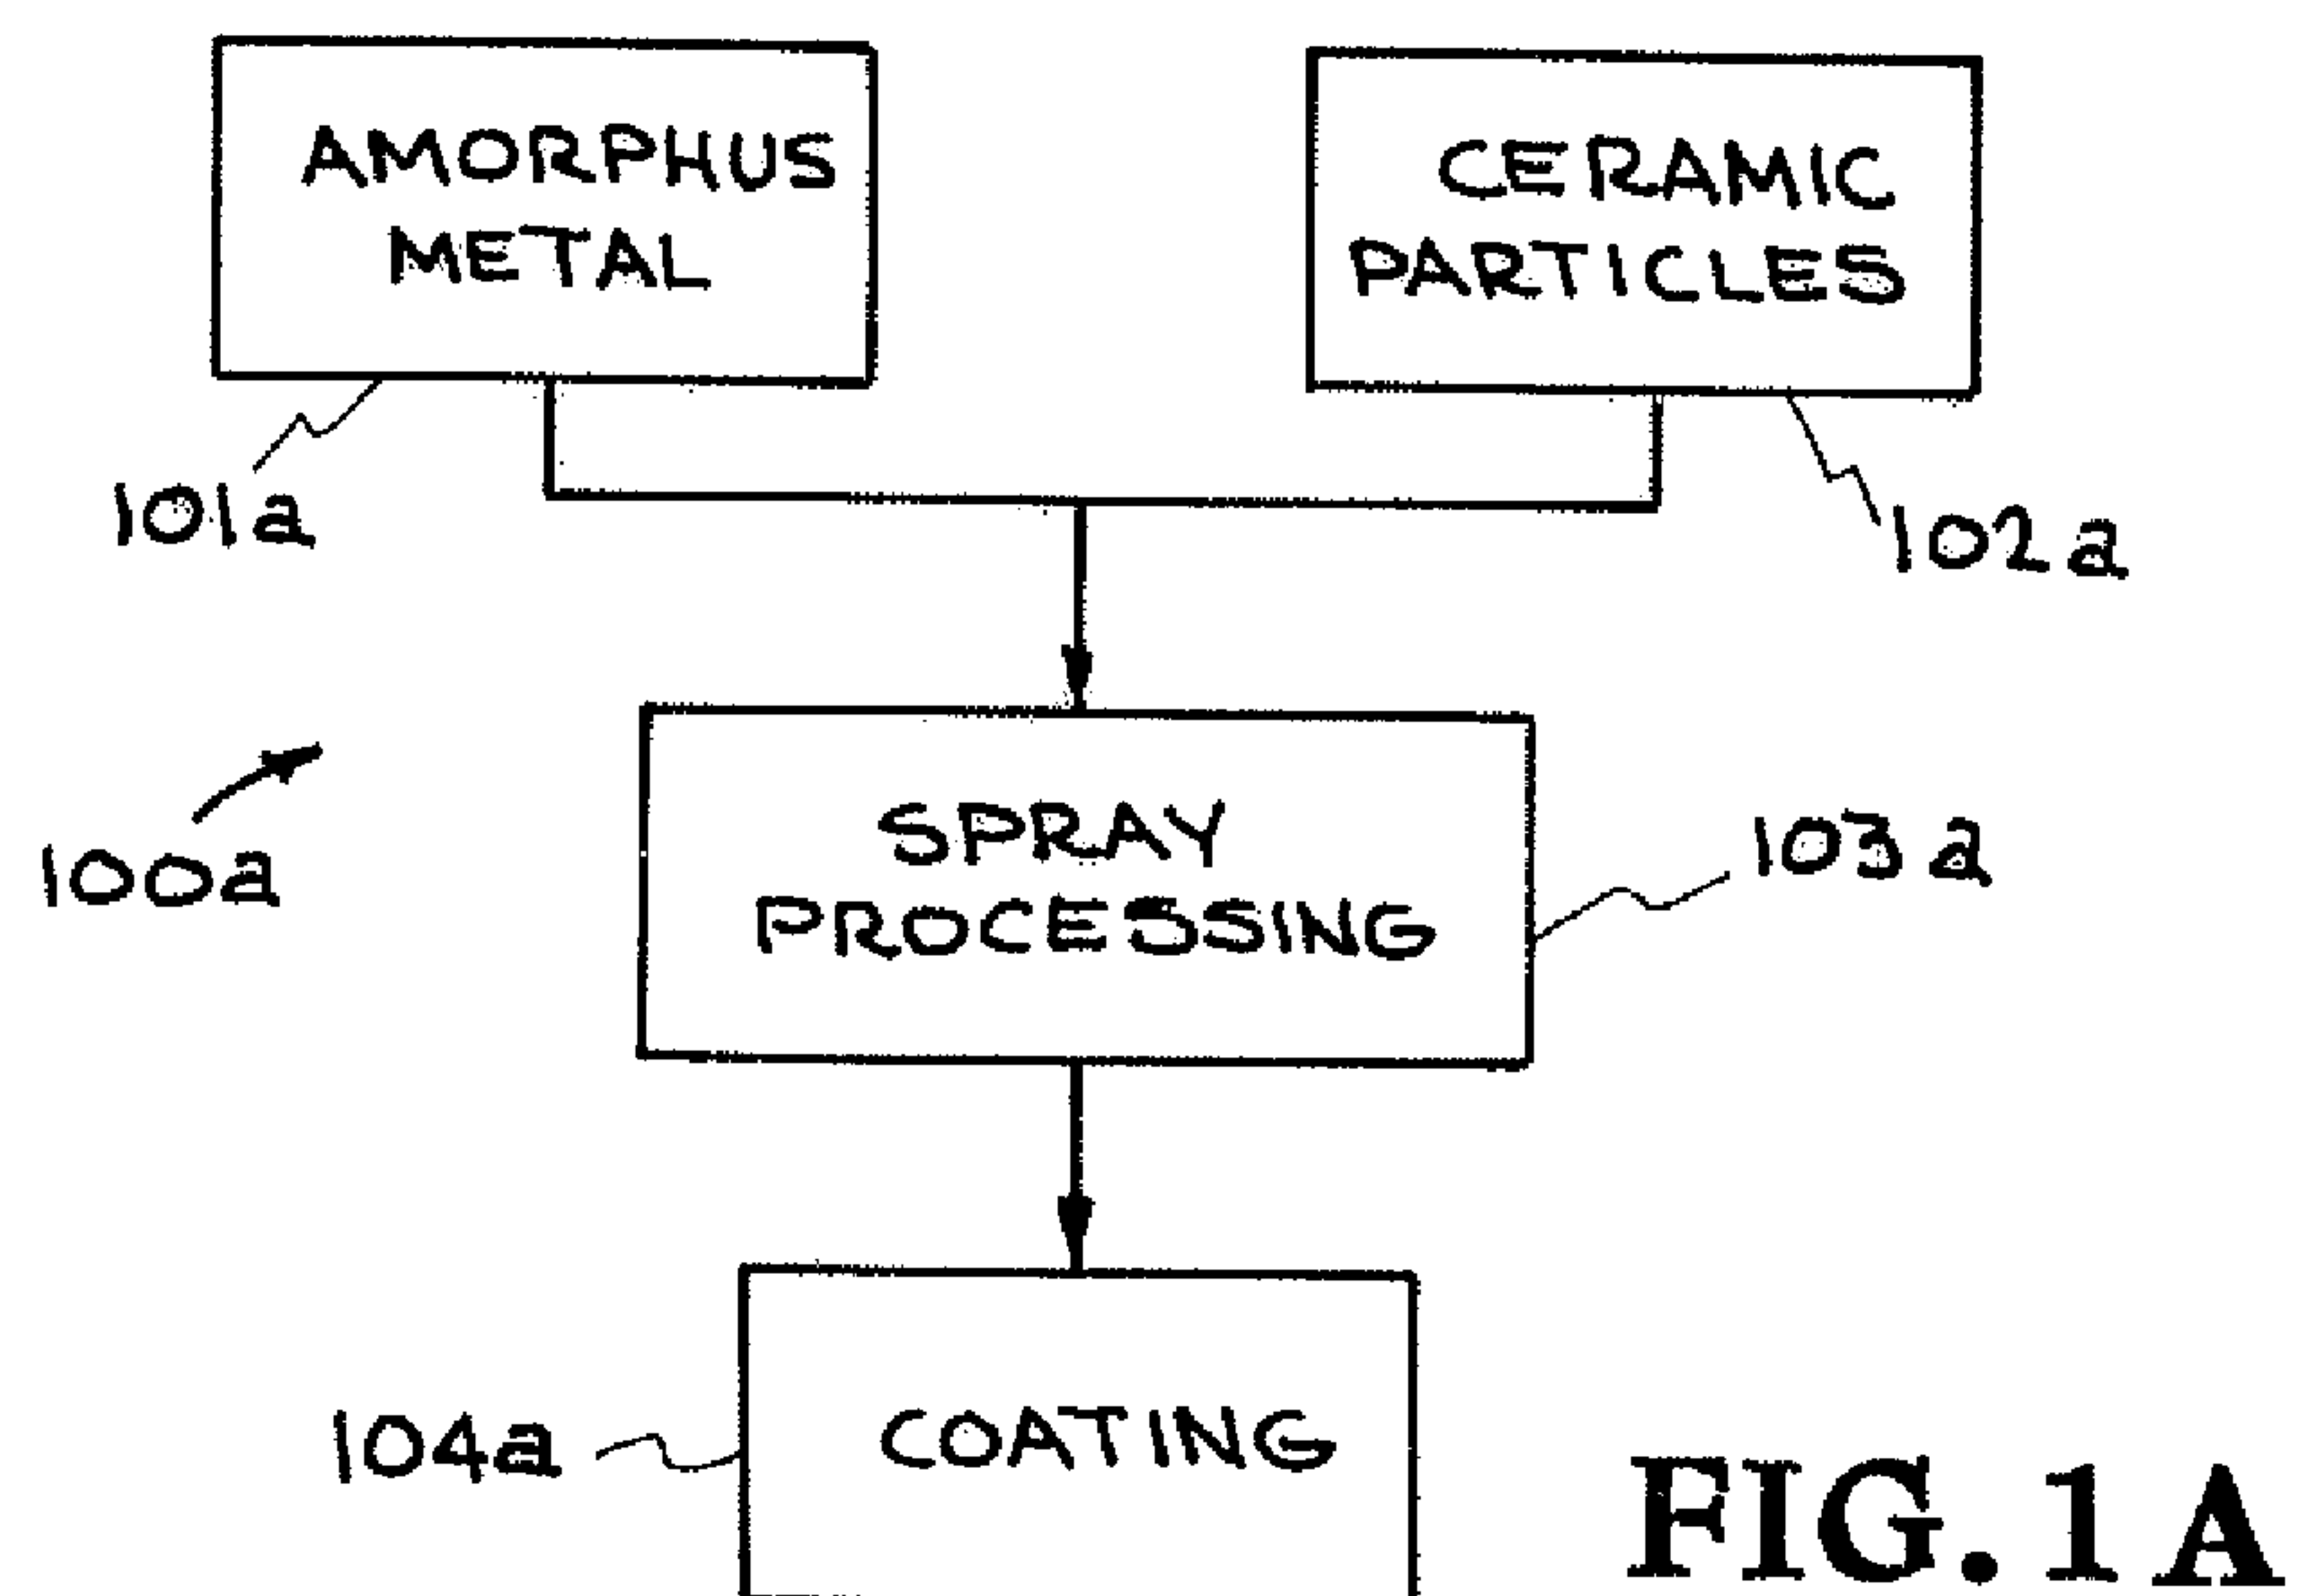 AMORPHUS
METAL
CERAMIC
PARTICLES
101a
102a
SPRAY
PROCESSING
103a
100a
COATING
104a
FIG. 1A